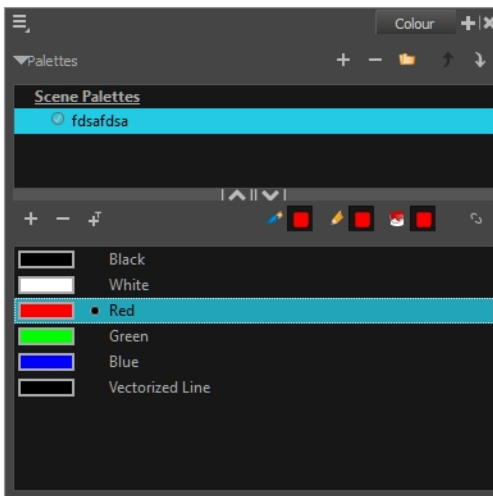 Colour
Palettes
Scene Palettes
fdsafdsa
Black
White
Red
Green
Blue
Vectorized Line